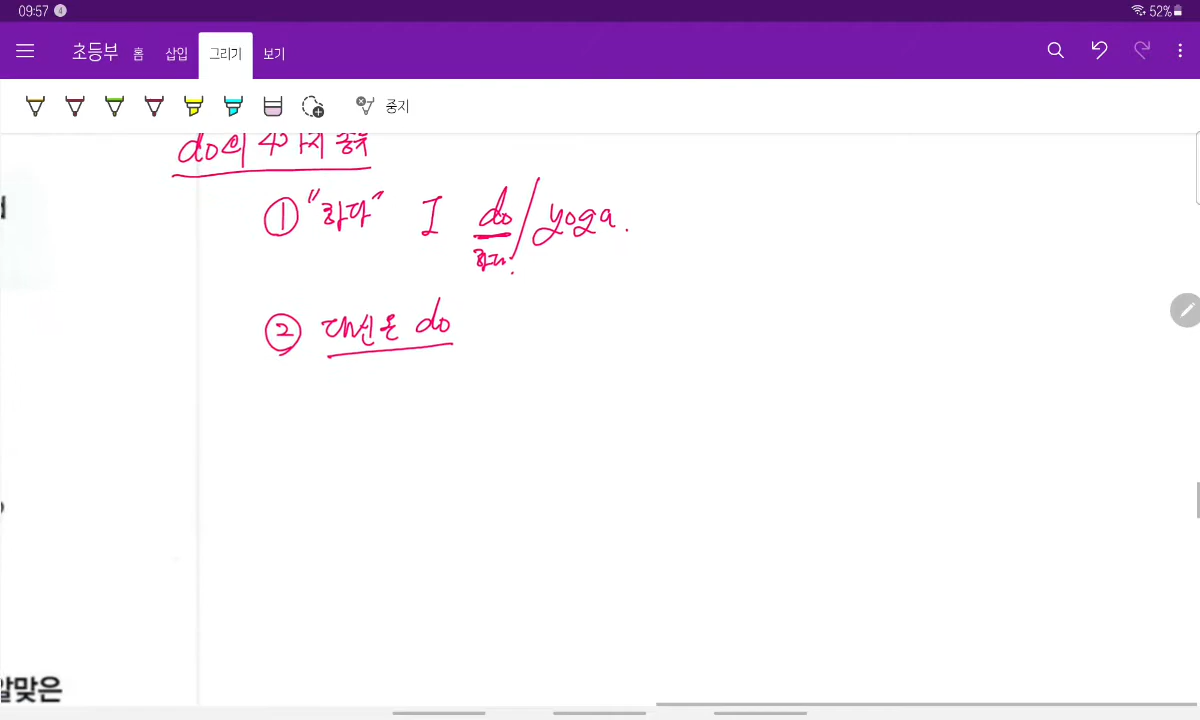 09:57 4 52%
초등부 홈 삽입 그리기 보기
중지
do의 4가지 종류
① "하다" I do/yoga.
하다.
② 대신은 do
알맞은